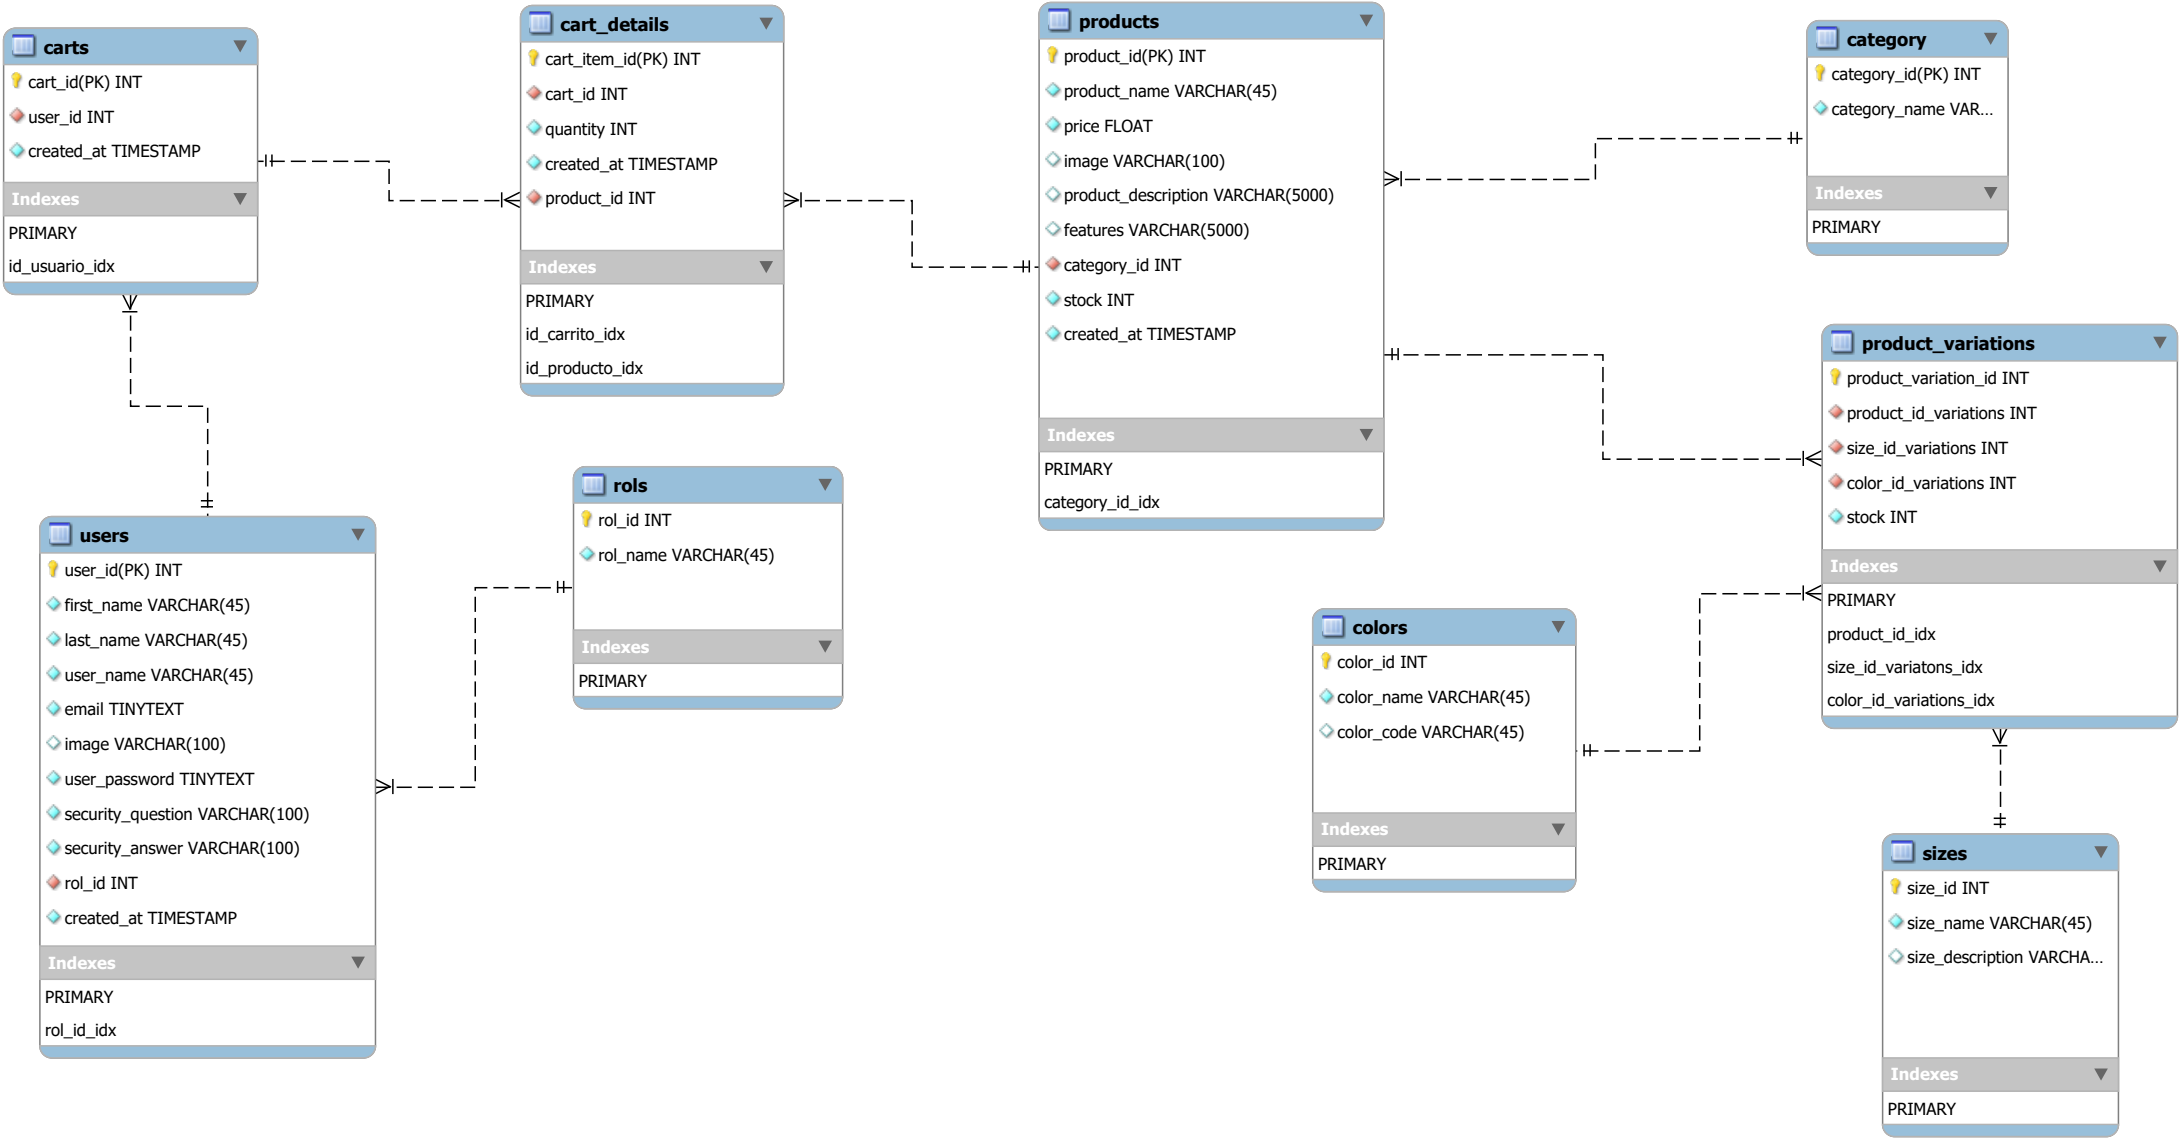 carts
cart_id(PK) INT
user_id INT
created_at TIMESTAMP
Indexes
PRIMARY
id_usuario_idx
cart_details
cart_item_id(PK) INT
cart_id INT
quantity INT
created_at TIMESTAMP
product_id INT
Indexes
PRIMARY
id_carrito_idx
id_producto_idx
products
product_id(PK) INT
product_name VARCHAR(45)
price FLOAT
image VARCHAR(100)
product_description VARCHAR(5000)
features VARCHAR(5000)
category_id INT
stock INT
created_at TIMESTAMP
Indexes
PRIMARY
category_id_idx
category
category_id(PK) INT
category_name VAR...
Indexes
PRIMARY
product_variations
product_variation_id INT
product_id_variations INT
size_id_variations INT
color_id_variations INT
stock INT
Indexes
PRIMARY
product_id_idx
size_id_variatons_idx
color_id_variations_idx
users
user_id(PK) INT
first_name VARCHAR(45)
last_name VARCHAR(45)
user_name VARCHAR(45)
email TINYTEXT
image VARCHAR(100)
user_password TINYTEXT
security_question VARCHAR(100)
security_answer VARCHAR(100)
rol_id INT
created_at TIMESTAMP
Indexes
PRIMARY
rol_id_idx
rols
rol_id INT
rol_name VARCHAR(45)
Indexes
PRIMARY
colors
color_id INT
color_name VARCHAR(45)
color_code VARCHAR(45)
Indexes
PRIMARY
sizes
size_id INT
size_name VARCHAR(45)
size_description VARCHA...
Indexes
PRIMARY